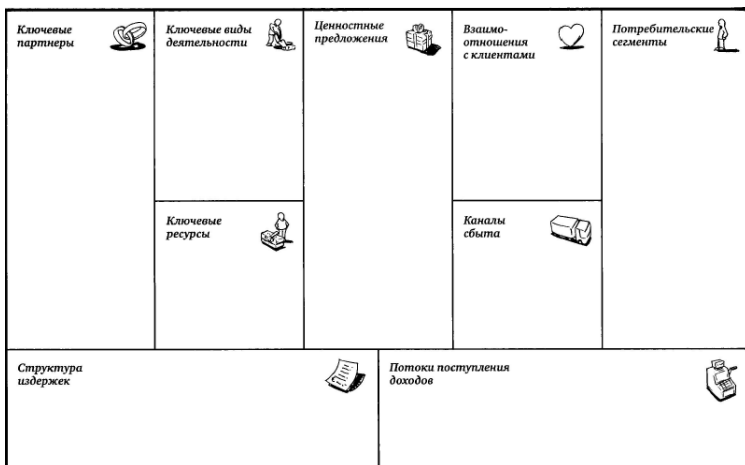 Ключевые
партнеры
Ключевые виды
деятельности
Ценностные
предложения
Взаимо-
отношения
с клиентами
Потребительские
сегменты
Ключевые
ресурсы
Каналы
сбыта
Структура
издержек
Потоки поступления
доходов